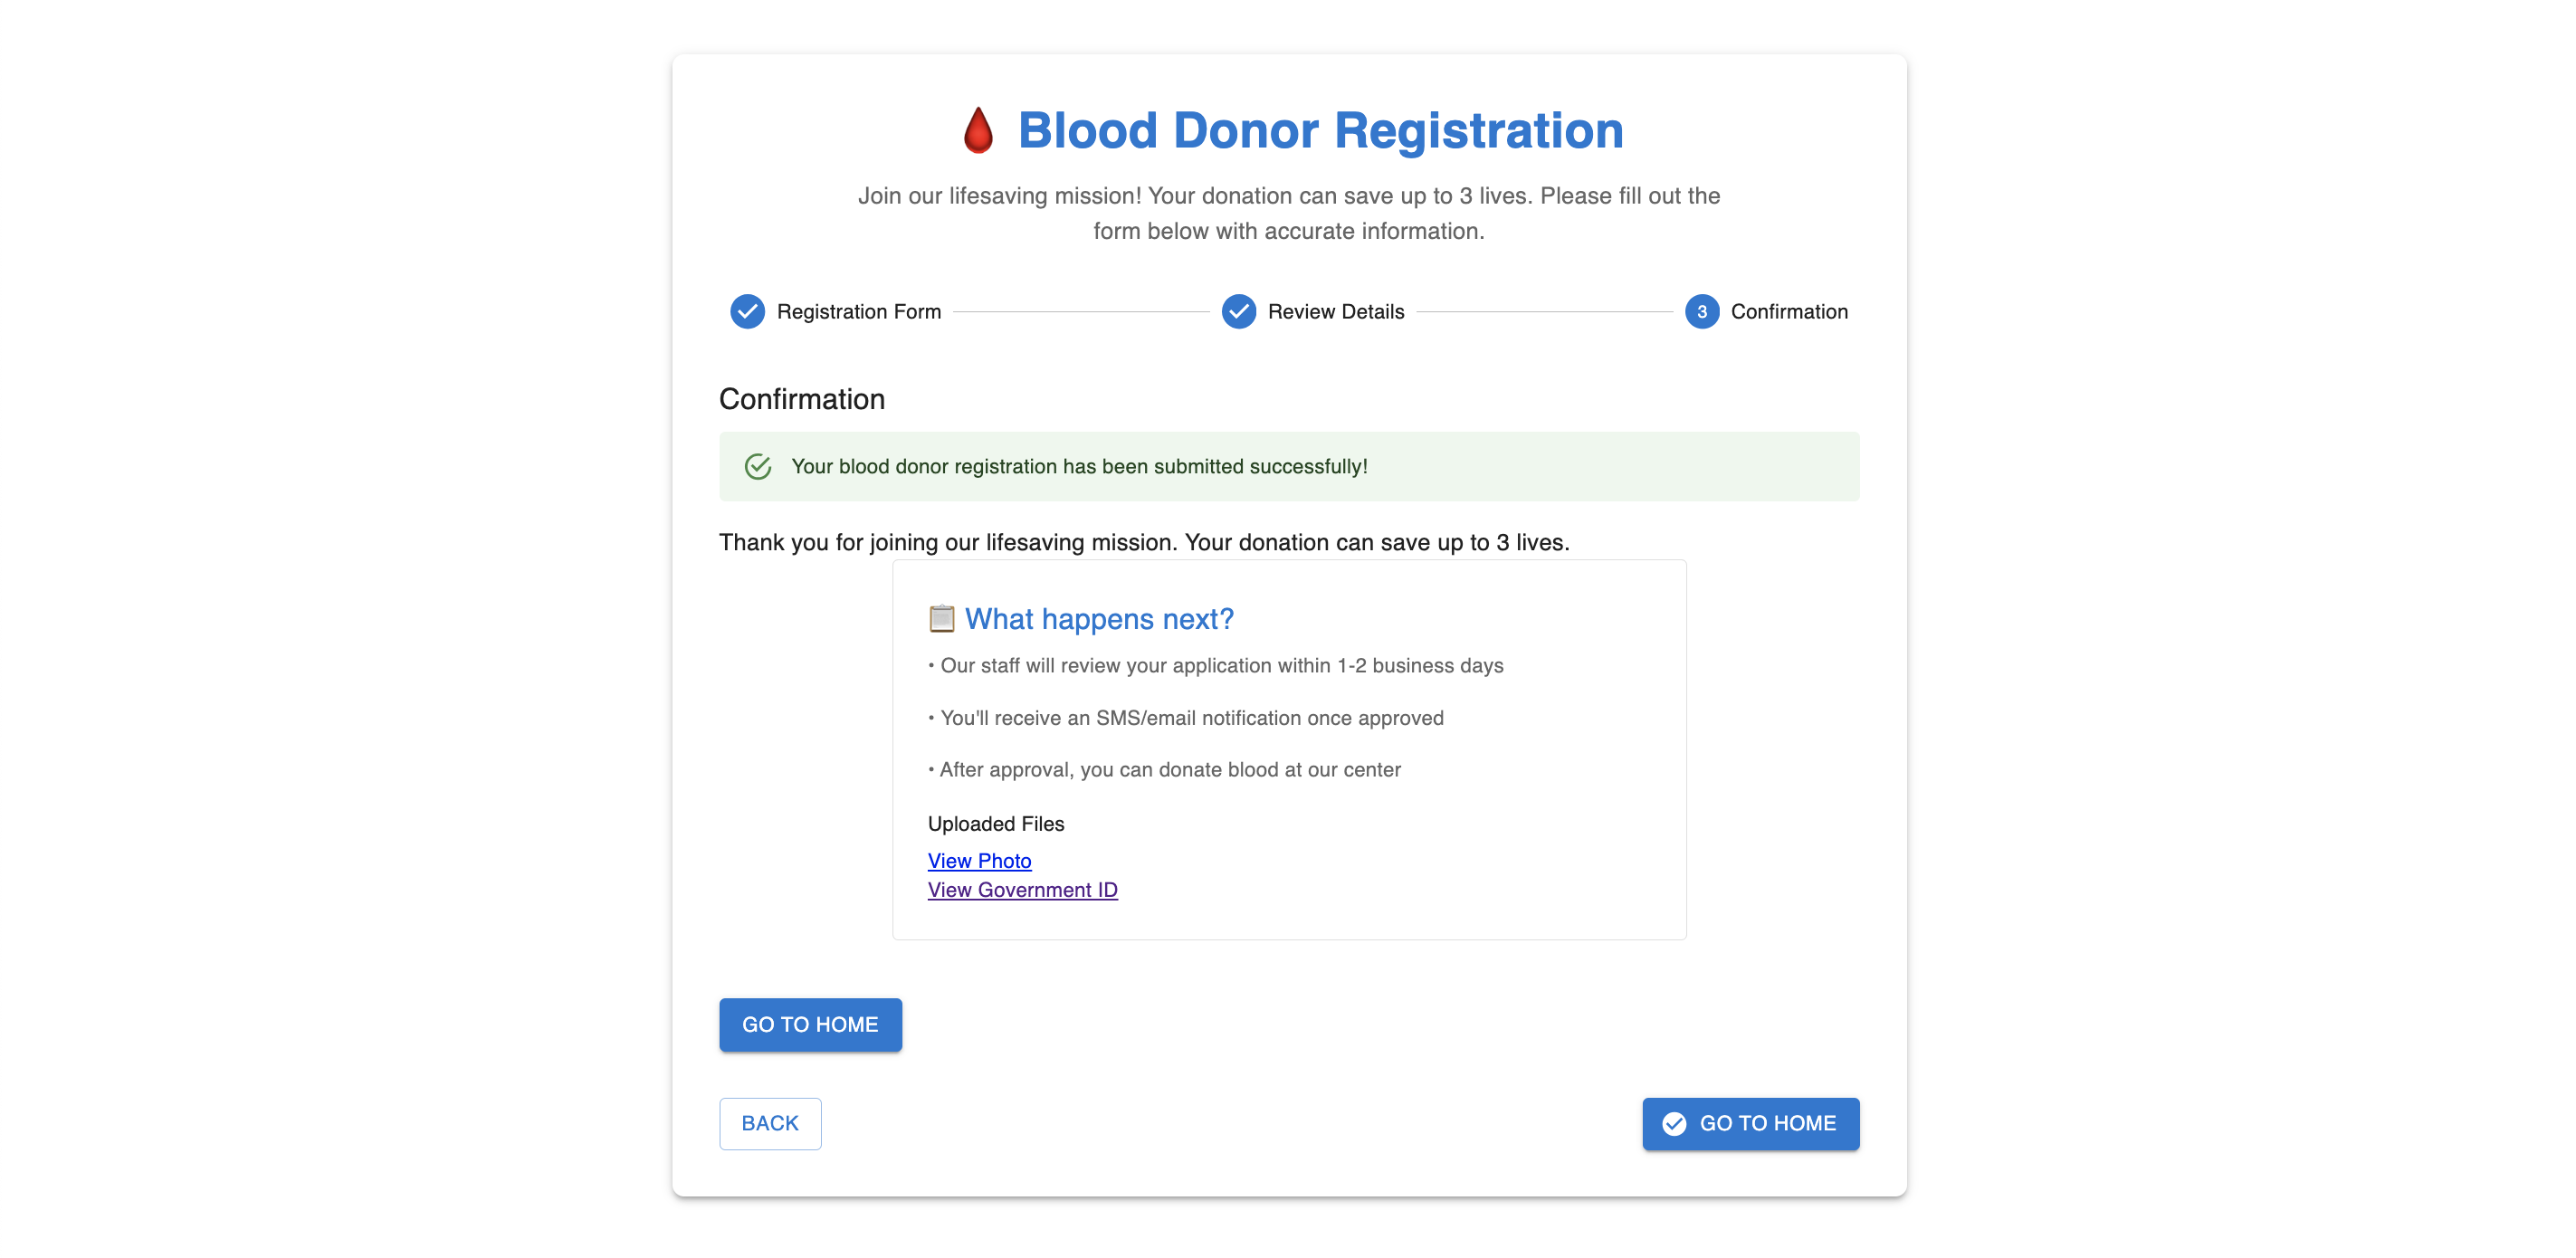 🩸 Blood Donor Registration
Join our lifesaving mission! Your donation can save up to 3 lives. Please fill out the
form below with accurate information.
Registration Form
Review Details
3 Confirmation
Confirmation
Your blood donor registration has been submitted successfully!
Thank you for joining our lifesaving mission. Your donation can save up to 3 lives.
📋 What happens next?
• Our staff will review your application within 1-2 business days
• You'll receive an SMS/email notification once approved
• After approval, you can donate blood at our center
Uploaded Files
View Photo
View Government ID
GO TO HOME
BACK
GO TO HOME